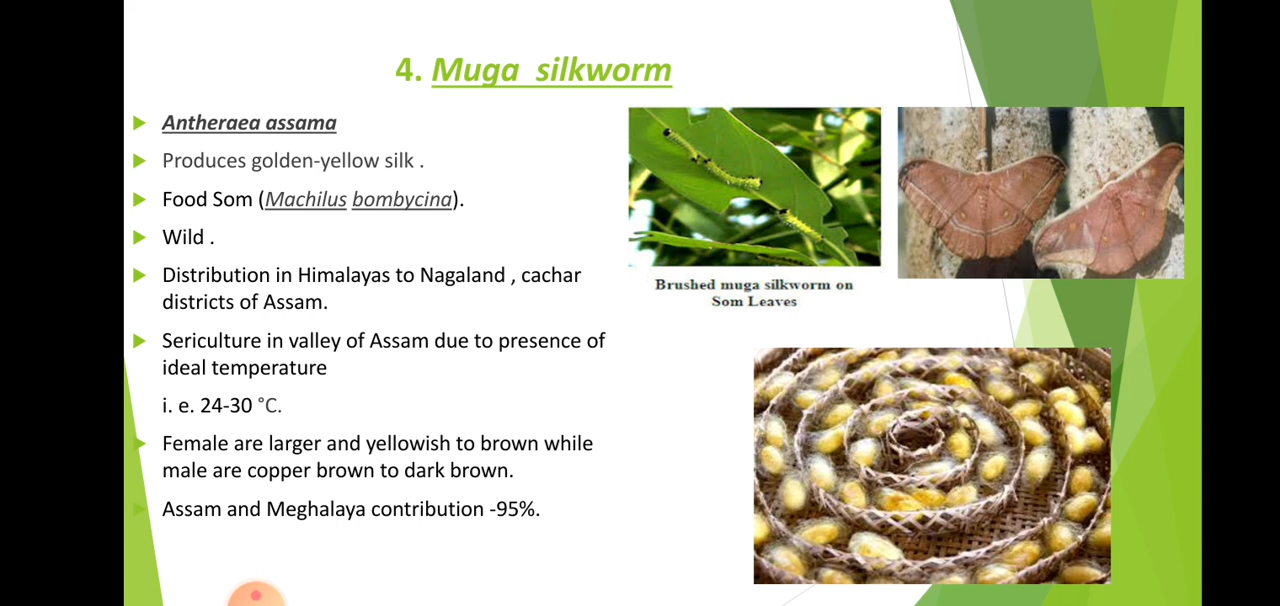 4. Muga silkworm
Antheraea assama
Produces golden-yellow silk .
Food Som (Machilus bombycina).
Wild .
Distribution in Himalayas to Nagaland , cachar
districts of Assam.
Sericulture in valley of Assam due to presence of
ideal temperature
i. e. 24-30 °C.
Female are larger and yellowish to brown while
male are copper brown to dark brown.
Assam and Meghalaya contribution -95%.
Brushed muga silkworm on
Som Leaves